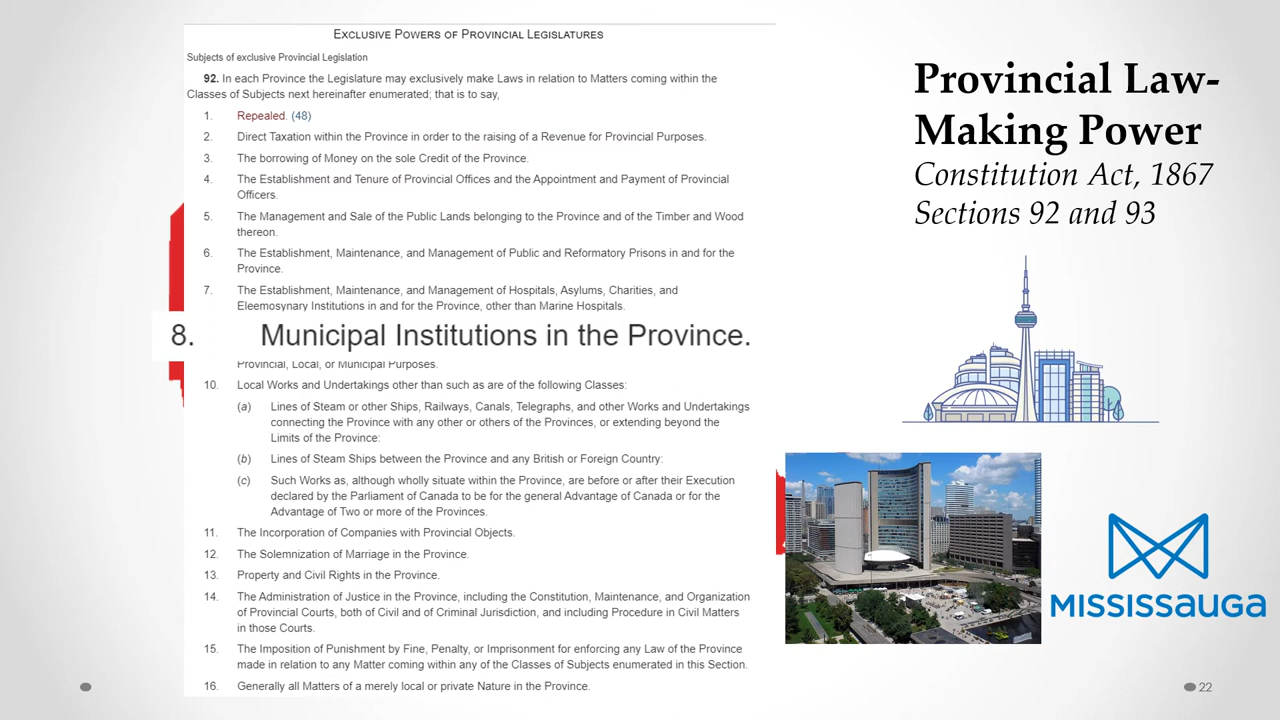 EXCLUSIVE POWERS OF PROVINCIAL LEGISLATURES
Subjects of exclusive Provincial Legislation
92. In each Province the Legislature may exclusively make Laws in relation to Matters coming within the
Classes of Subjects next hereinafter enumerated; that is to say,
1. Repealed. (48)
2. Direct Taxation within the Province in order to the raising of a Revenue for Provincial Purposes.
3. The borrowing of Money on the sole Credit of the Province.
4. The Establishment and Tenure of Provincial Offices and the Appointment and Payment of Provincial
Officers.
5. The Management and Sale of the Public Lands belonging to the Province and of the Timber and Wood
thereon.
6. The Establishment, Maintenance, and Management of Public and Reformatory Prisons in and for the
Province.
7. The Establishment, Maintenance, and Management of Hospitals, Asylums, Charities, and
Eleemosynary Institutions in and for the Province, other than Marine Hospitals.
8. Municipal Institutions in the Province.
Provincial, Local, or Municipal Purposes.
10. Local Works and Undertakings other than such as are of the following Classes:
(a) Lines of Steam or other Ships, Railways, Canals, Telegraphs, and other Works and Undertakings
connecting the Province with any other or others of the Provinces, or extending beyond the
Limits of the Province:
(b) Lines of Steam Ships between the Province and any British or Foreign Country:
(c) Such Works as, although wholly situate within the Province, are before or after their Execution
declared by the Parliament of Canada to be for the general Advantage of Canada or for the
Advantage of Two or more of the Provinces.
11. The Incorporation of Companies with Provincial Objects.
12. The Solemnization of Marriage in the Province.
13. Property and Civil Rights in the Province.
14. The Administration of Justice in the Province, including the Constitution, Maintenance, and Organization
of Provincial Courts, both of Civil and of Criminal Jurisdiction, and including Procedure in Civil Matters
in those Courts.
15. The Imposition of Punishment by Fine, Penalty, or Imprisonment for enforcing any Law of the Province
made in relation to any Matter coming within any of the Classes of Subjects enumerated in this Section.
16. Generally all Matters of a merely local or private Nature in the Province.
Provincial Law-
Making Power
Constitution Act, 1867
Sections 92 and 93
MISSISSAUGA
22